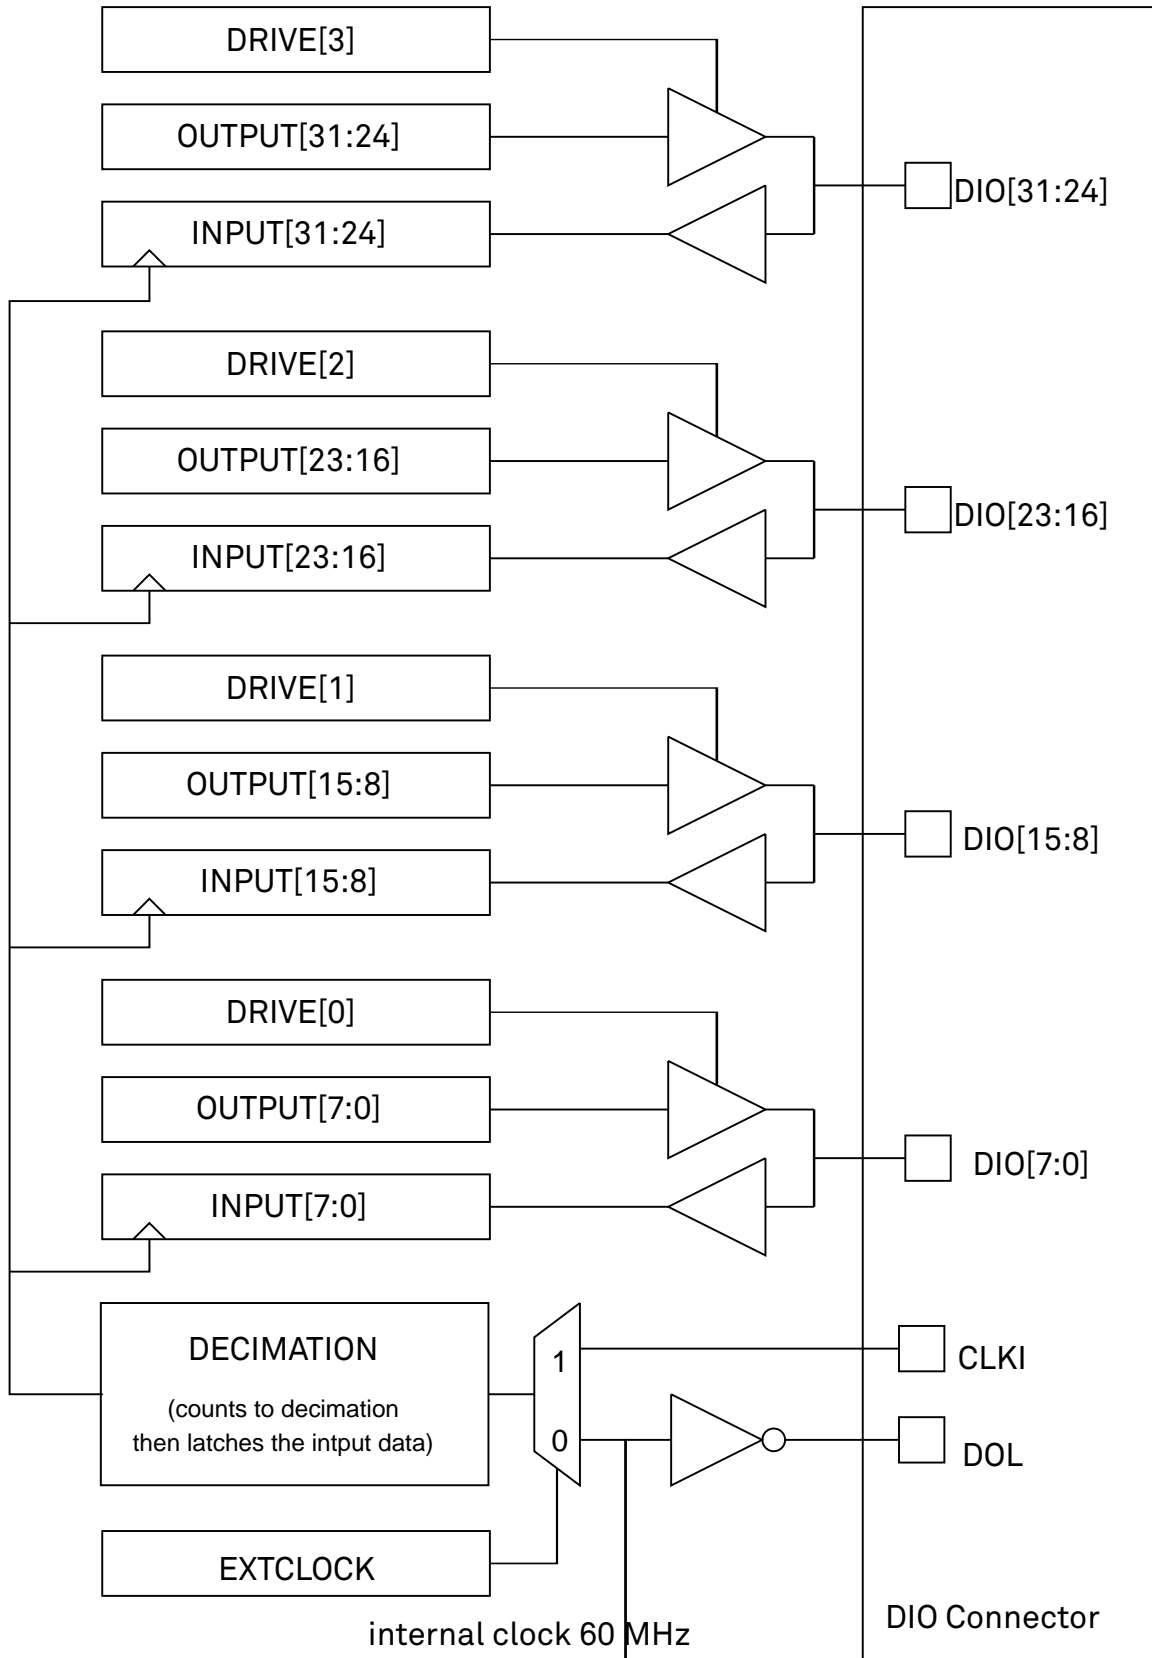 DRIVE[3]
OUTPUT[31:24]
INPUT[31:24]
DIO[31:24]
DRIVE[2]
OUTPUT[23:16]
INPUT[23:16]
DIO[23:16]
DRIVE[1]
OUTPUT[15:8]
INPUT[15:8]
DIO[15:8]
DRIVE[0]
OUTPUT[7:0]
INPUT[7:0]
DIO[7:0]
DECIMATION
(counts to decimation
then latches the intput data)
1
0
CLKI
DOL
EXTCLOCK
internal clock 60 MHz
DIO Connector